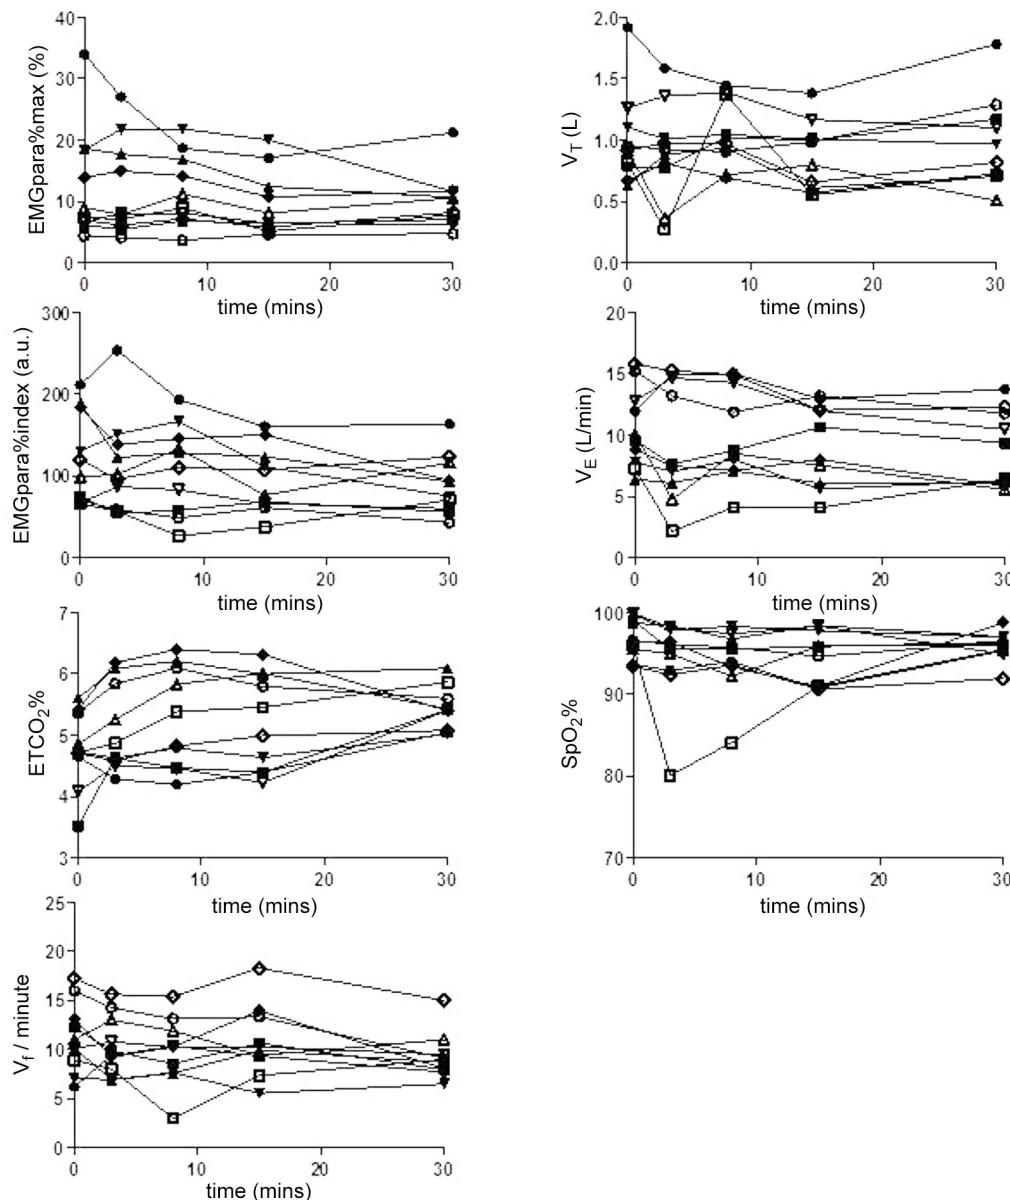 EMGpara%max (%)
40
30
20
10
0
0 10 20 30
time (mins)
V_T (L)
2.0
1.5
1.0
0.5
0.0
0 10 20 30
time (mins)
EMGpara%index (a.u.)
300
200
100
0
0 10 20 30
time (mins)
V_E (L/min)
20
15
10
5
0
0 10 20 30
time (mins)
ETCO₂%
7
6
5
4
3
0 10 20 30
time (mins)
SpO₂%
100
90
80
70
0 10 20 30
time (mins)
V_f / minute
25
20
15
10
5
0
0 10 20 30
time (mins)